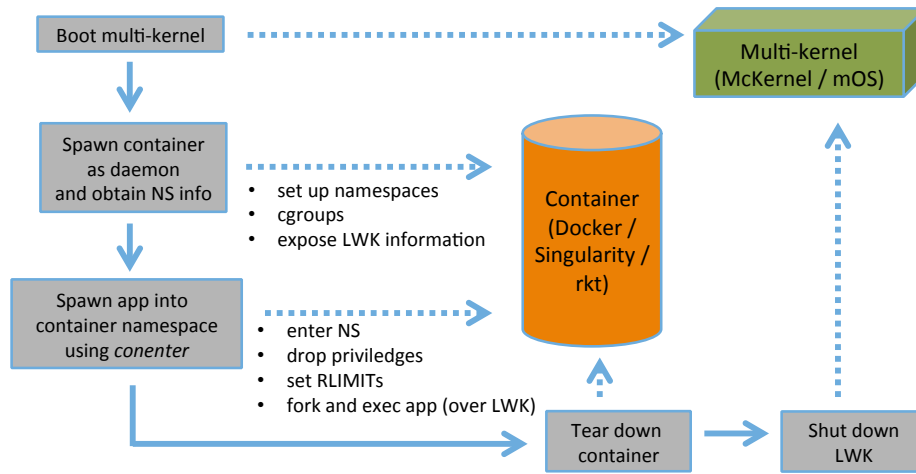 Boot multi-kernel
Multi-kernel
(McKernel / mOS)
Spawn container
as daemon
and obtain NS info
• set up namespaces
• cgroups
• expose LWK information
Container
(Docker /
Singularity /
rkt)
Spawn app into
container namespace
using conenter
• enter NS
• drop priviledges
• set RLIMITs
• fork and exec app (over LWK)
Tear down
container
Shut down
LWK